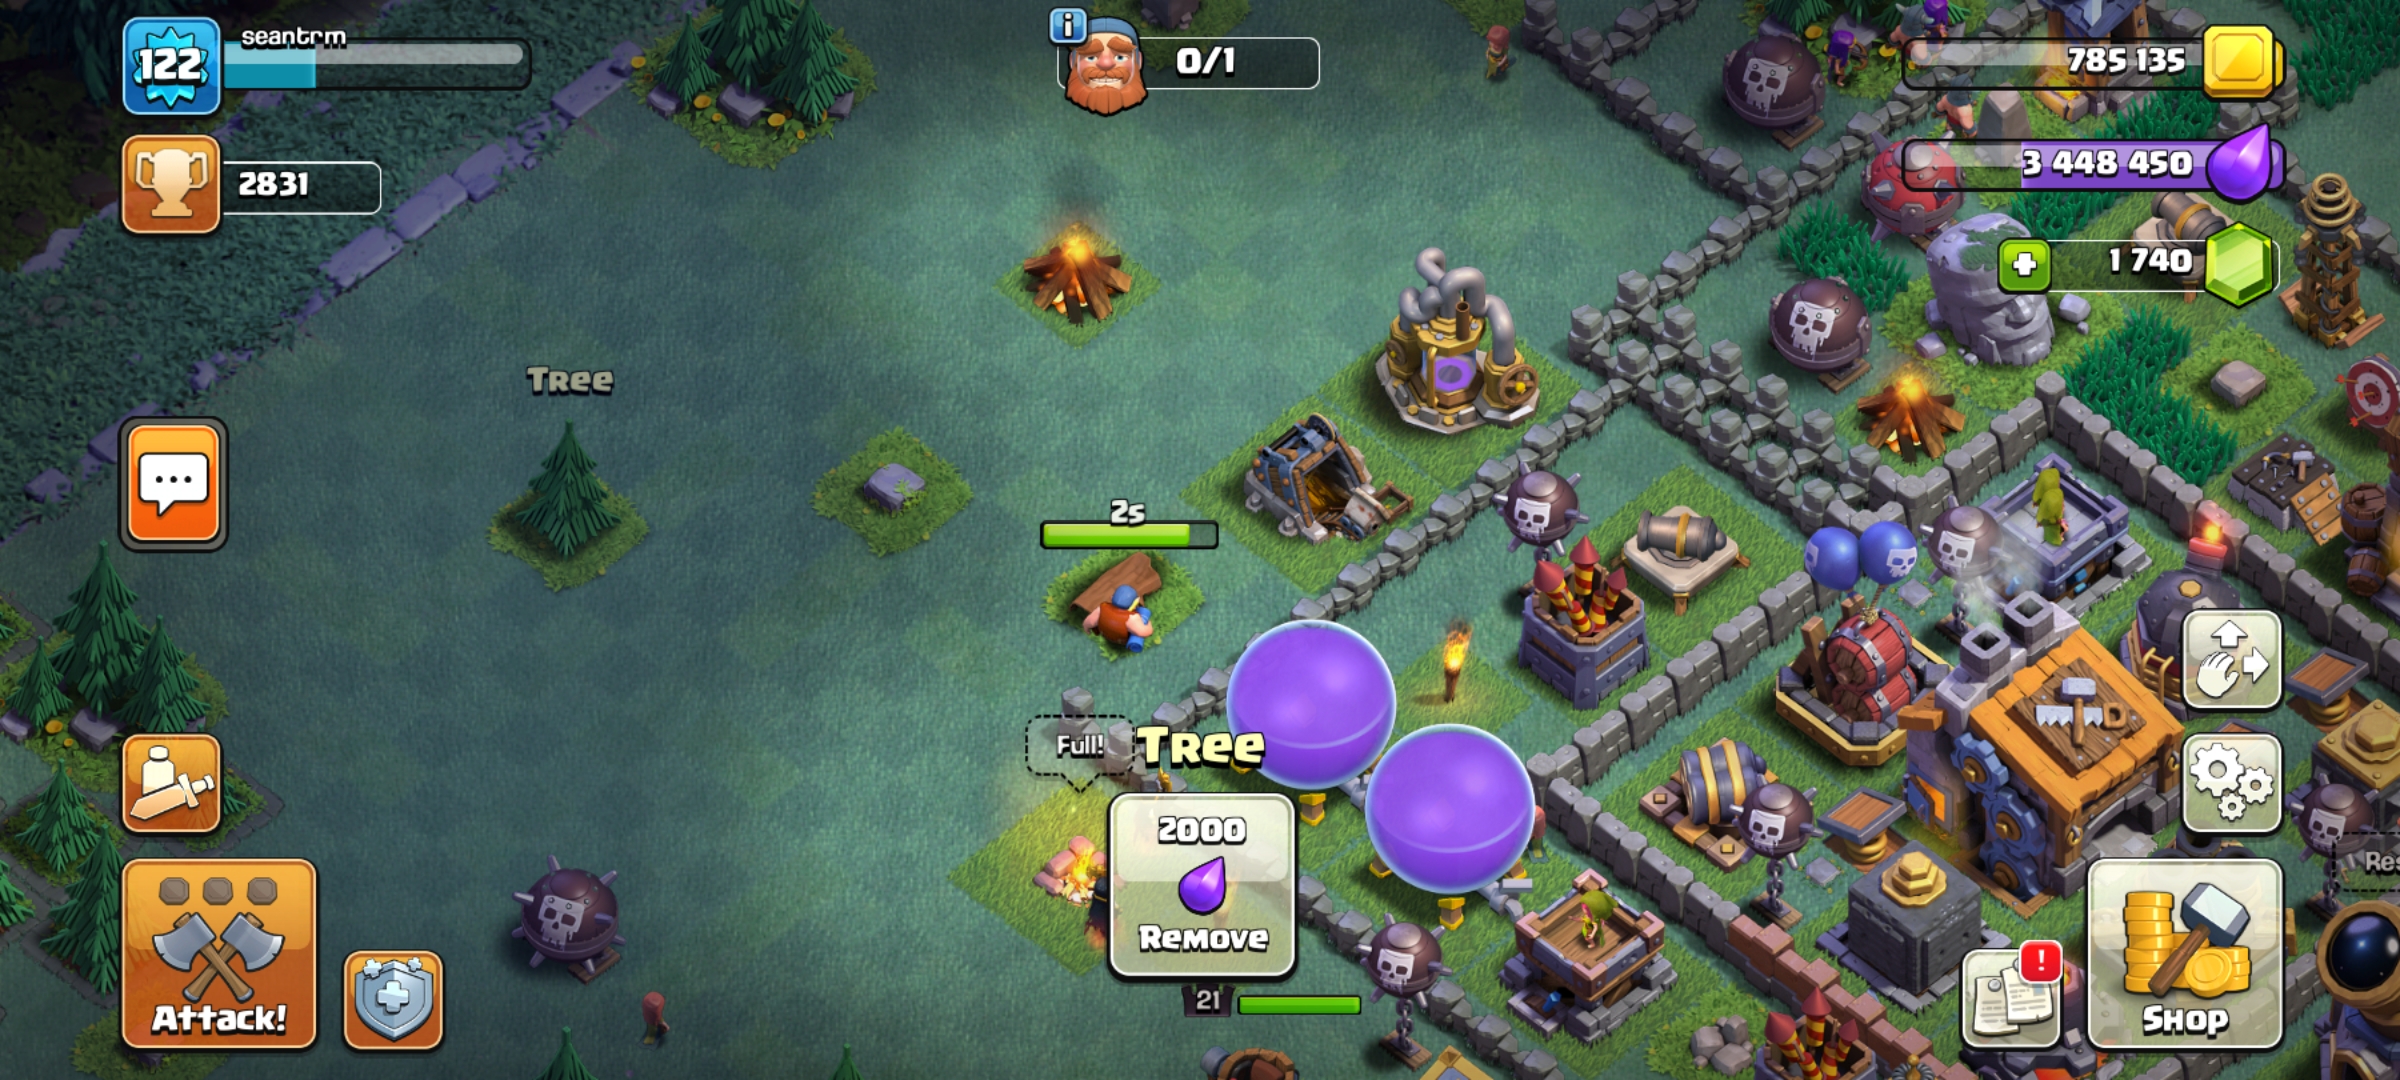 122
seantrm
i
0/1
785 135
2831
3 448 450
1 740
Tree
2s
Full!
Tree
2000
Remove
21
Attack!
!
Shop